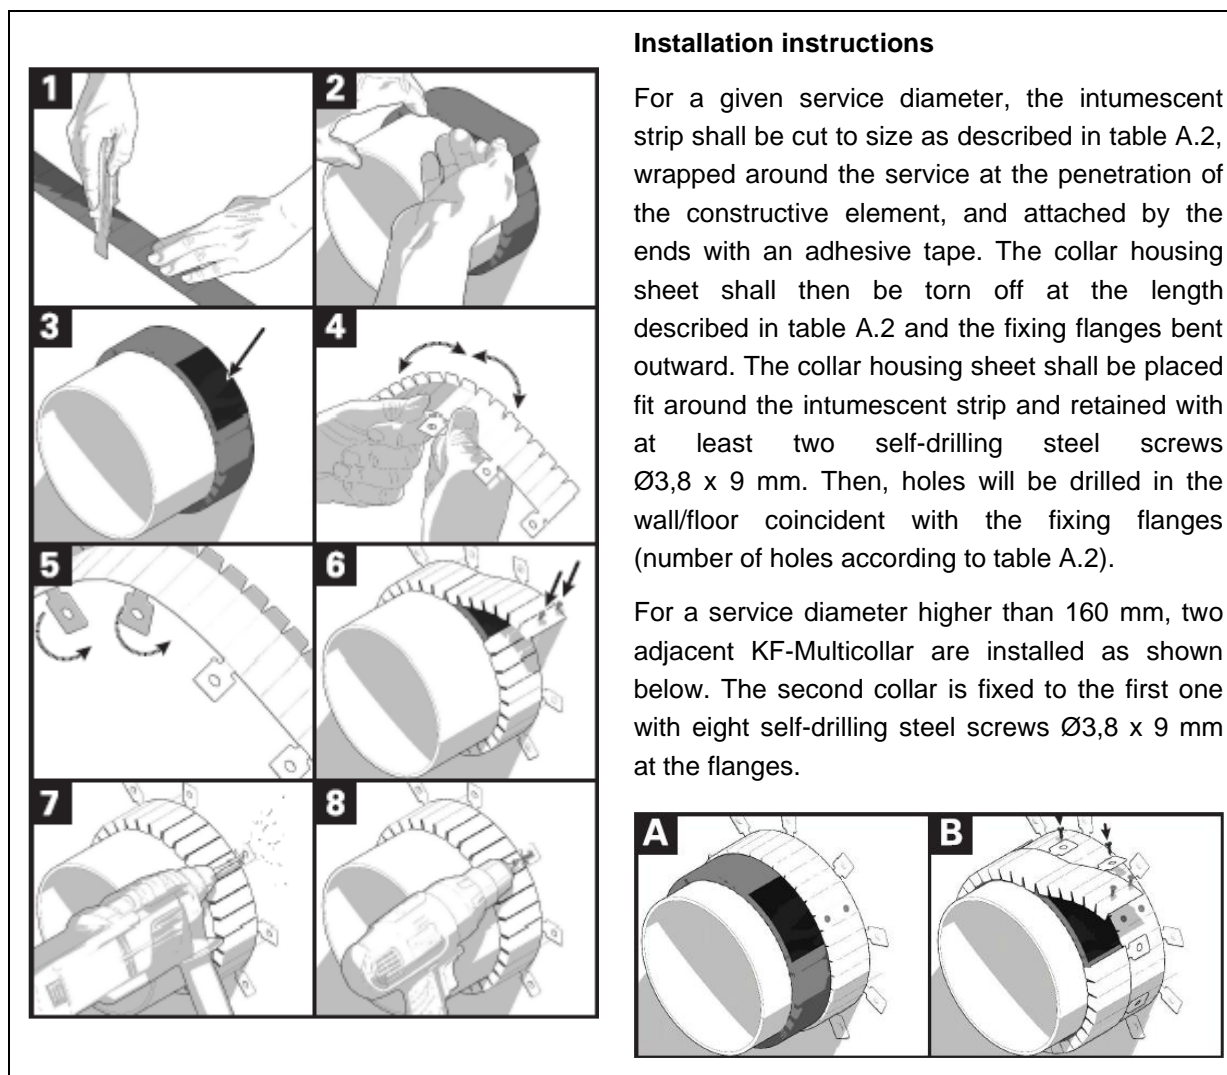 Installation instructions
For a given service diameter, the intumescent
strip shall be cut to size as described in table A.2,
wrapped around the service at the penetration of
the constructive element, and attached by the
ends with an adhesive tape. The collar housing
sheet shall then be torn off at the length
described in table A.2 and the fixing flanges bent
outward. The collar housing sheet shall be placed
fit around the intumescent strip and retained with
at least two self-drilling steel screws
Ø3,8 x 9 mm. Then, holes will be drilled in the
wall/floor coincident with the fixing flanges
(number of holes according to table A.2).
For a service diameter higher than 160 mm, two
adjacent KF-Multicollar are installed as shown
below. The second collar is fixed to the first one
with eight self-drilling steel screws Ø3,8 x 9 mm
at the flanges.
1
2
3
4
5
6
7
8
A
B